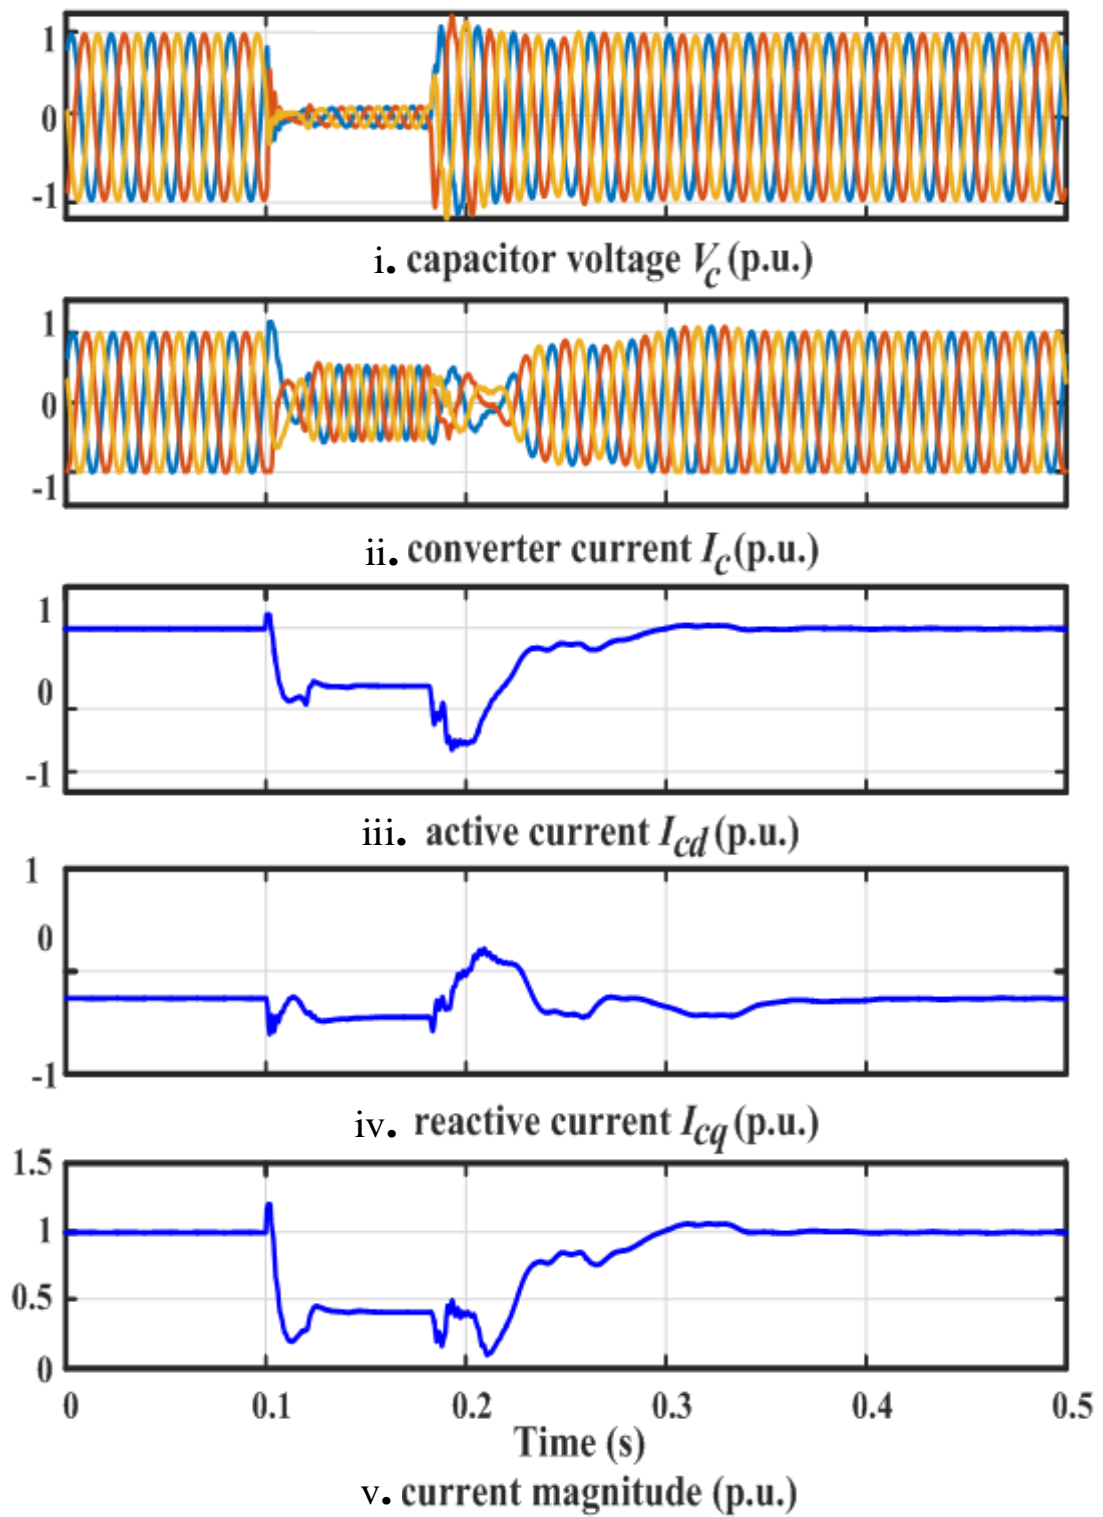 1
0
-1
i. capacitor voltage Vc (p.u.)
1
0
-1
ii. converter current Ic (p.u.)
1
0
-1
iii. active current Icd (p.u.)
1
0
-1
iv. reactive current Icq (p.u.)
1.5
1
0.5
0
0 0.1 0.2 0.3 0.4 0.5
Time (s)
v. current magnitude (p.u.)